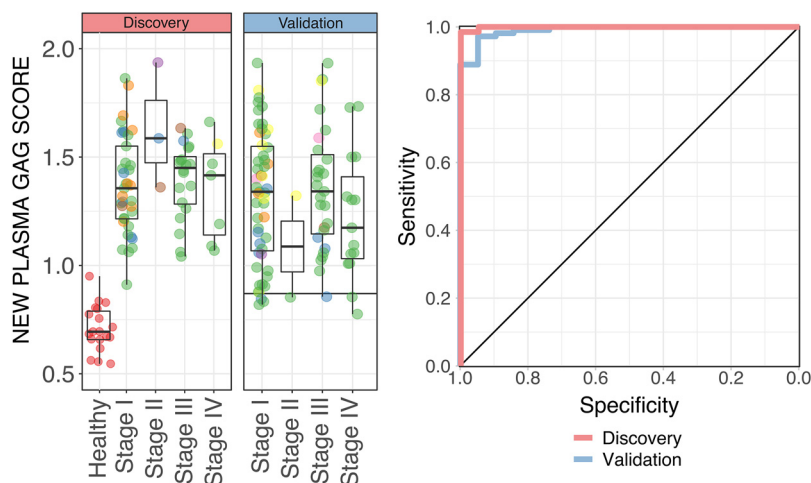 Discovery
Validation
NEW PLASMA GAG SCORE
2.0
1.5
1.0
0.5
Healthy
Stage I
Stage II
Stage III
Stage IV
Stage I
Stage II
Stage III
Stage IV
Sensitivity
1.0
0.8
0.6
0.4
0.2
0.0
1.0
0.8
0.6
0.4
0.2
0.0
Specificity
Discovery
Validation